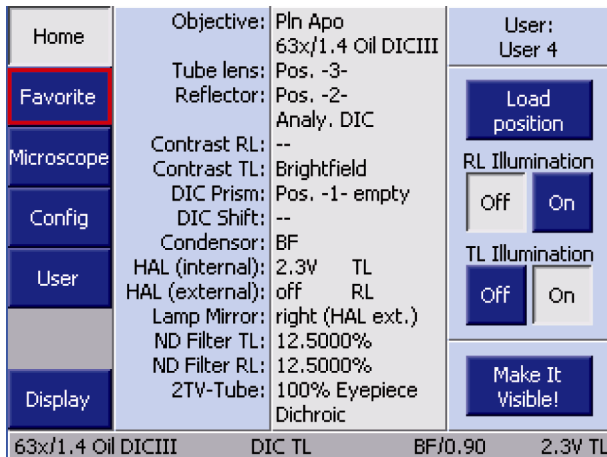 Home
Favorite
Microscope
Config
User
Display
Objective: Pln Apo
63x/1.4 Oil DICIII
Tube lens: Pos. -3-
Reflector: Pos. -2-
Analy. DIC
Contrast RL: --
Contrast TL: Brightfield
DIC Prism: Pos. -1- empty
DIC Shift: --
Condensor: BF
HAL (internal): 2.3V TL
HAL (external): off RL
Lamp Mirror: right (HAL ext.)
ND Filter TL: 12.5000%
ND Filter RL: 12.5000%
2TV-Tube: 100% Eyepiece
Dichroic
User:
User 4
Load
position
RL Illumination
Off On
TL Illumination
Off On
Make It
Visible!
63x/1.4 Oil DICIII DIC TL BF/0.90 2.3V TL